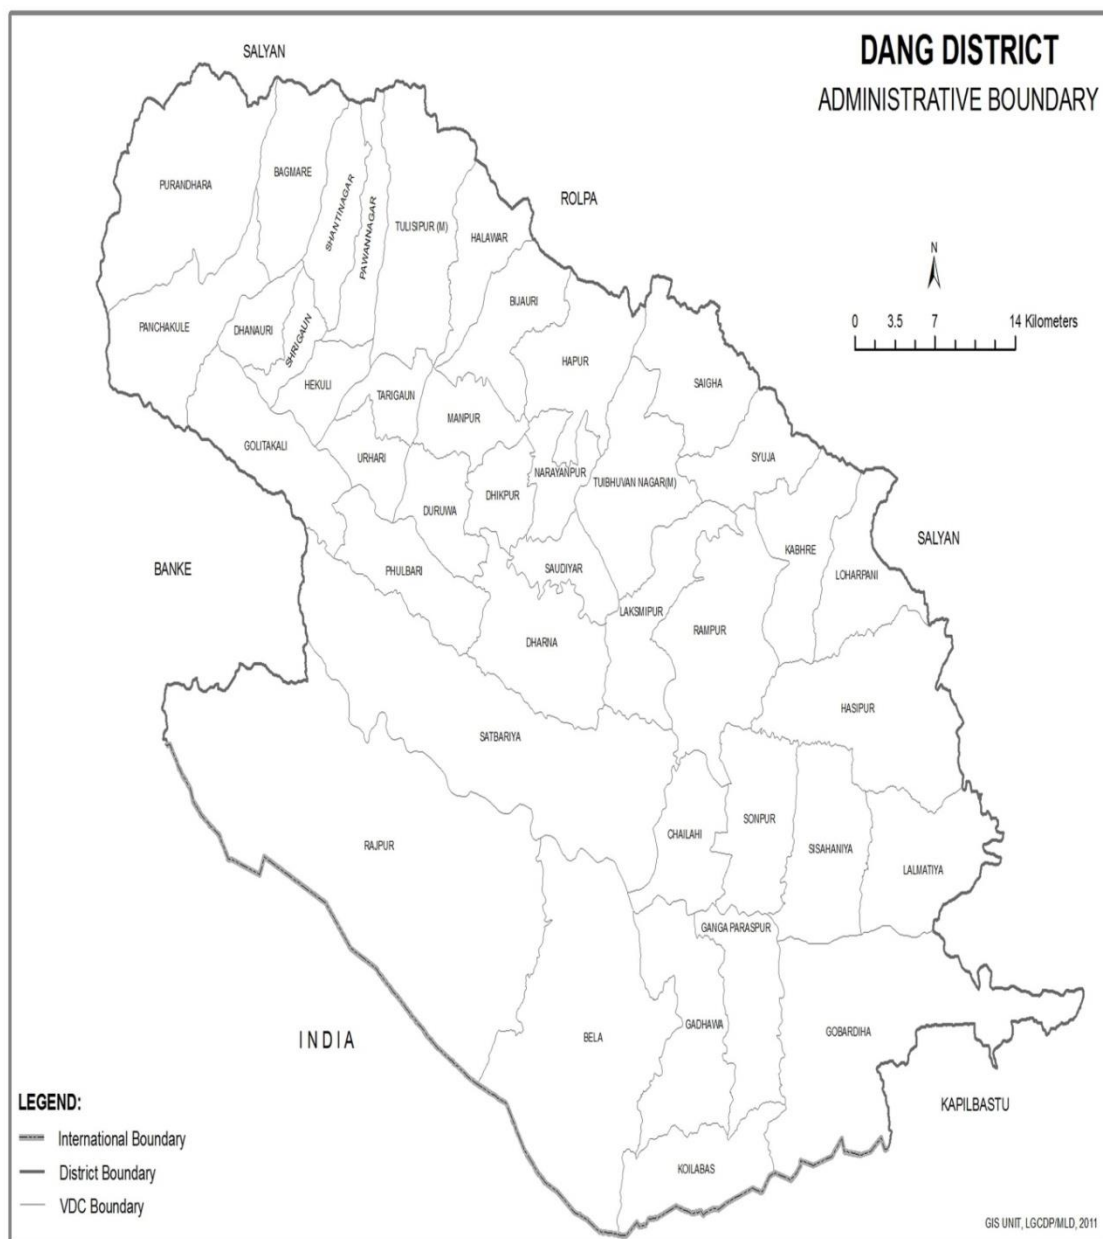 DANG DISTRICT
ADMINISTRATIVE BOUNDARY
SALYAN
PURANDHARA
BAGMARE
SHANTINAGAR
PAWANNAGAR
TULISIPUR (M)
HALAWAR
ROLPA
N
0 3.5 7 14 Kilometers
PANCHAKULE
DHANAURI
SHRIGAUN
BIJAURI
HEKULI
TARIGAUN
MANPUR
HAPUR
SAIGHA
GOLITAKALI
URHARI
DURUWA
DHIKPUR
NARAYANPUR
TUIBHUVAN NAGAR(M)
SYUJA
BANKE
PHULBARI
SAUDIYAR
KABHRE
LOHARPANI
SALYAN
DHARNA
LAKSMIPUR
RAMPUR
SATBARIYA
HASIPUR
RAJPUR
CHAILAHI
SONPUR
SISAHANIYA
LALMATIYA
GANGA PARASPUR
INDIA
BELA
GADHAWA
GOBARDIHA
KAPILBASTU
KOILABAS
LEGEND:
International Boundary
District Boundary
VDC Boundary
GIS UNIT, LGCDP/MLD, 2011